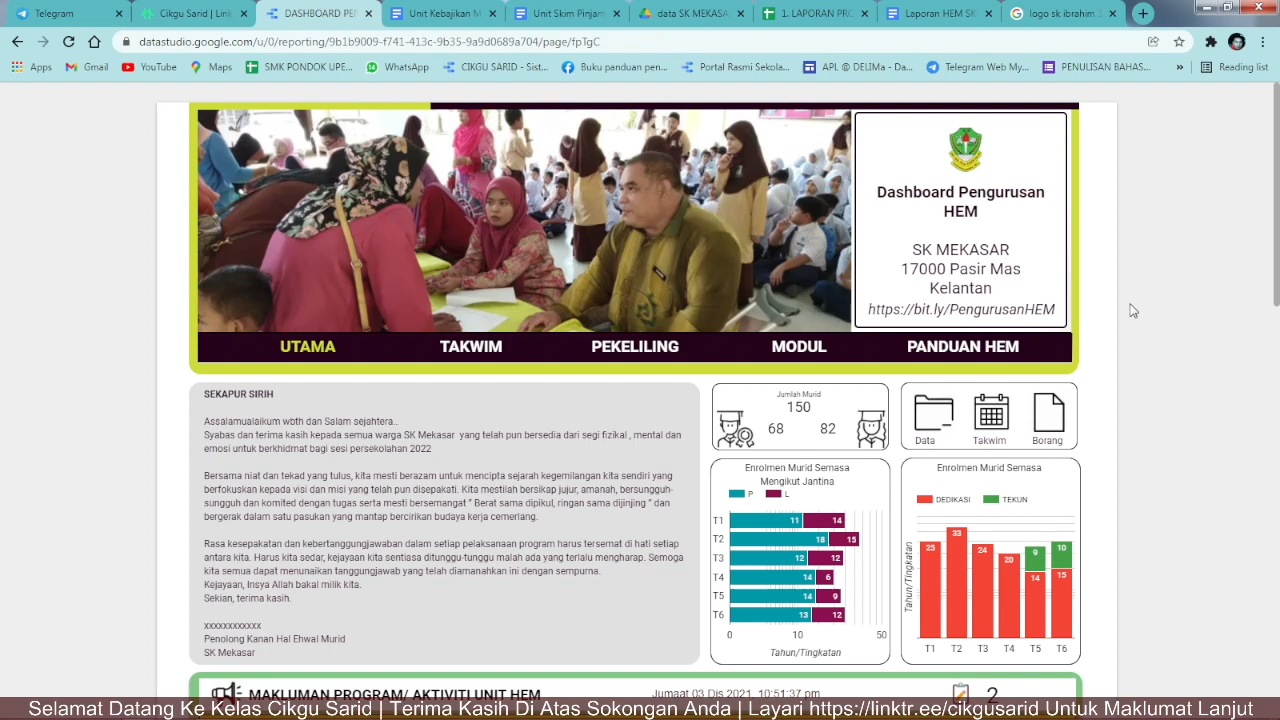 Telegram
Cikgu Sarid | Link
DASHBOARD PEN
Unit Kebajikan M
Unit Skim Pinjam
data SK MEKASA
1. LAPORAN PRO
Laporan HEM SK
logo sk ibrahim 1
datastudio.google.com/u/0/reporting/9b1b9009-f741-413c-9b35-9a9d0689a704/page/fpTgC
Apps
Gmail
YouTube
Maps
SMK PONDOK UPE...
WhatsApp
CIKGU SARID - Sist...
Buku panduan pen...
Portal Rasmi Sekola...
APL @ DELIMa - Da...
Telegram Web My...
PENULISAN BAHAS...
»
Reading list
Dashboard Pengurusan
HEM
SK MEKASAR
17000 Pasir Mas
Kelantan
https://bit.ly/PengurusanHEM
UTAMA TAKWIM PEKELILING MODUL PANDUAN HEM
SEKAPUR SIRIH
Assalamualaikum wbth dan Salam sejahtera..
Syabas dan terima kasih kepada semua warga SK Mekasar yang telah pun bersedia dari segi fizikal , mental dan
emosi untuk berkhidmat bagi sesi persekolahan 2022
Bersama niat dan tekad yang tulus, kita mesti berazam untuk mencipta sejarah kegemilangan kita sendiri yang
berfokuskan kepada visi dan misi yang telah pun disepakati. Kita mestilah bersikap jujur, amanah, bersungguh-
sungguh dan komited dengan tugas serta mesti bersemangat " Berat sama dipikul, ringan sama dijinjing " dan
bergerak dalam satu pasukan yang mantap bercirikan budaya kerja cemerlang.
Rasa kesepakatan dan kebertanggungjawaban dalam setiap pelaksanaan program harus tersemat di hati setiap
antara kita. Harus kita sedar, kejayaan kita sentiasa ditunggu-tunggu malah ada yang terlalu mengharap. Semoga
kita semua dapat menunaikan tanggungjawab yang telah diamanahkan ini dengan sempurna.
Kejayaan, Insya Allah bakal milik kita.
Sekian, terima kasih.
xxxxxxxxxxxx
Penolong Kanan Hal Ehwal Murid
SK Mekasar
Jumlah Murid
150
68 82
Data Takwim Borang
Enrolmen Murid Semasa
Mengikut Jantina
P L
T1 11 14
T2 18 15
T3 12 12
T4 14 6
T5 14 9
T6 13 12
0 10 50
Tahun/Tingkatan
Enrolmen Murid Semasa
DEDIKASI TEKUN
Tahun/Tingkatan
25 33 24 20 9 14 10 15
T1 T2 T3 T4 T5 T6
MAKLUMAN PROGRAM/ AKTIVITI UNIT HEM
Jumaat 03 Dis 2021, 10:51:37 pm
2
Selamat Datang Ke Kelas Cikgu Sarid | Terima Kasih Di Atas Sokongan Anda | Layari https://linktr.ee/cikgusarid Untuk Maklumat Lanjut